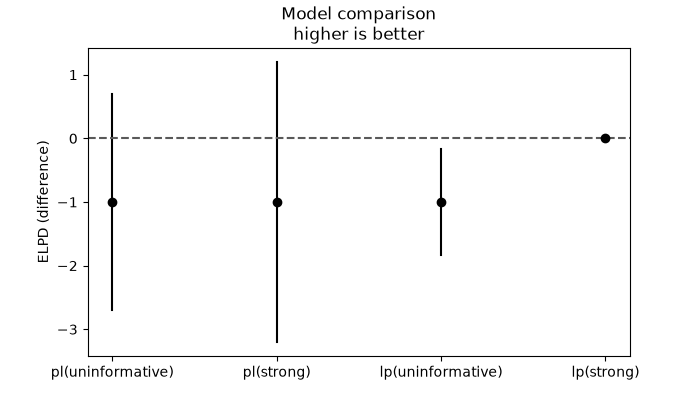 Model comparison
higher is better
ELPD (difference)
1
0
−1
−2
−3
pl(uninformative)
pl(strong)
lp(uninformative)
lp(strong)